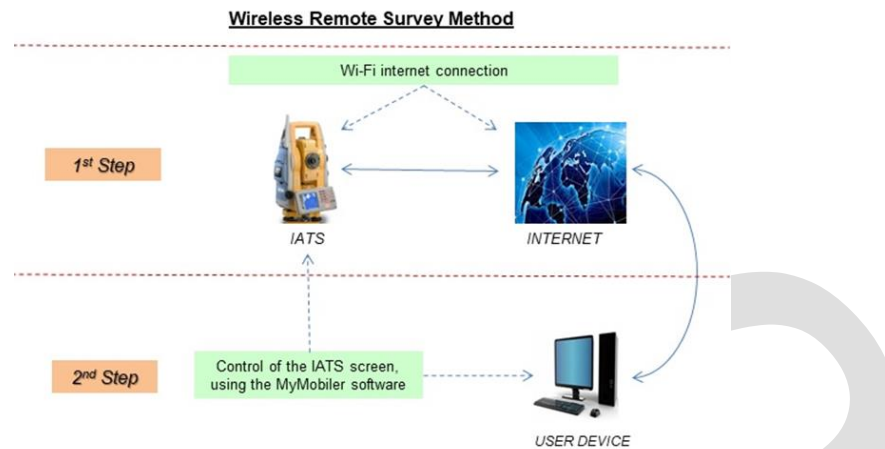 Wireless Remote Survey Method
Wi-Fi internet connection
1st Step
IATS
INTERNET
Control of the IATS screen,
using the MyMobiler software
2nd Step
USER DEVICE